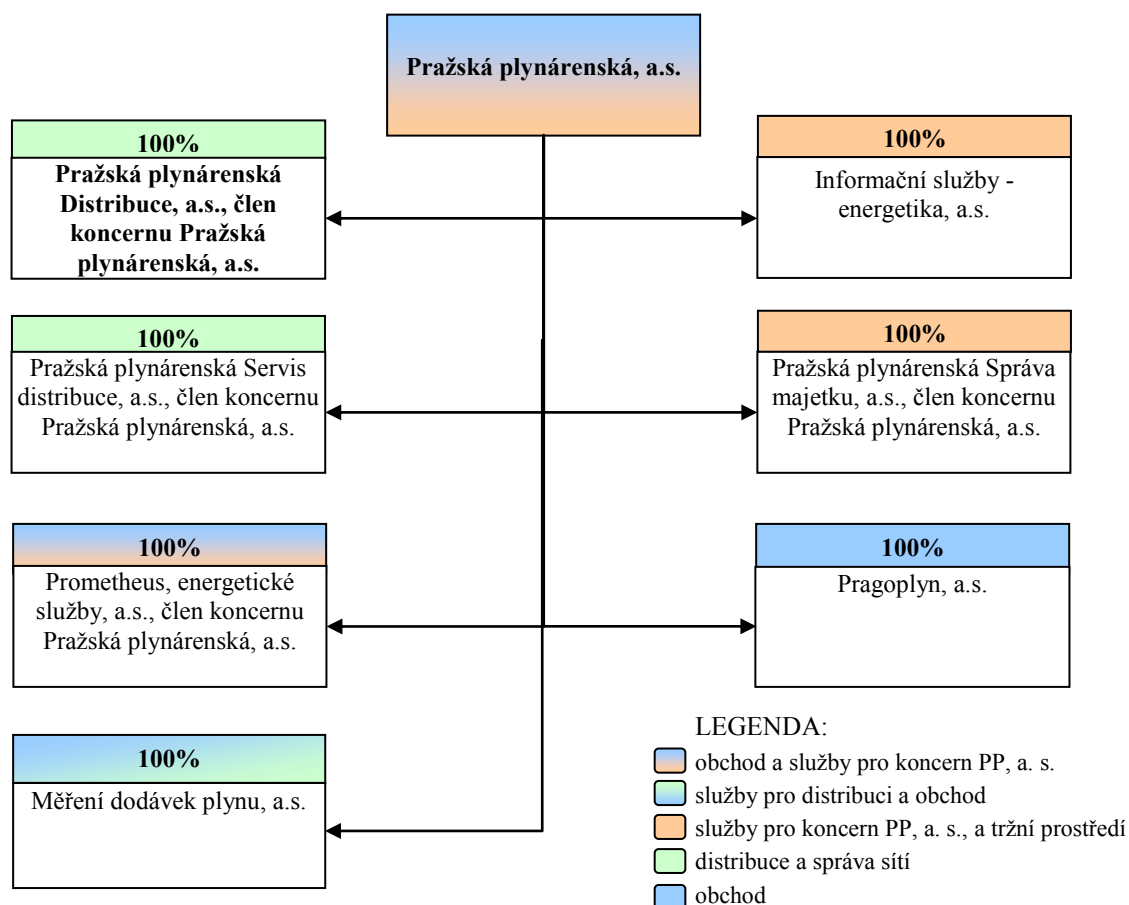 Pražská plynárenská, a.s.
100%
Pražská plynárenská
Distribuce, a.s., člen
koncernu Pražská
plynárenská, a.s.
100%
Informační služby -
energetika, a.s.
100%
Pražská plynárenská Servis
distribuce, a.s., člen koncernu
Pražská plynárenská, a.s.
100%
Pražská plynárenská Správa
majetku, a.s., člen koncernu
Pražská plynárenská, a.s.
100%
Prometheus, energetické
služby, a.s., člen koncernu
Pražská plynárenská, a.s.
100%
Pragoplyn, a.s.
100%
Měření dodávek plynu, a.s.
LEGENDA:
obchod a služby pro koncern PP, a. s.
služby pro distribuci a obchod
služby pro koncern PP, a. s., a tržní prostředí
distribuce a správa sítí
obchod